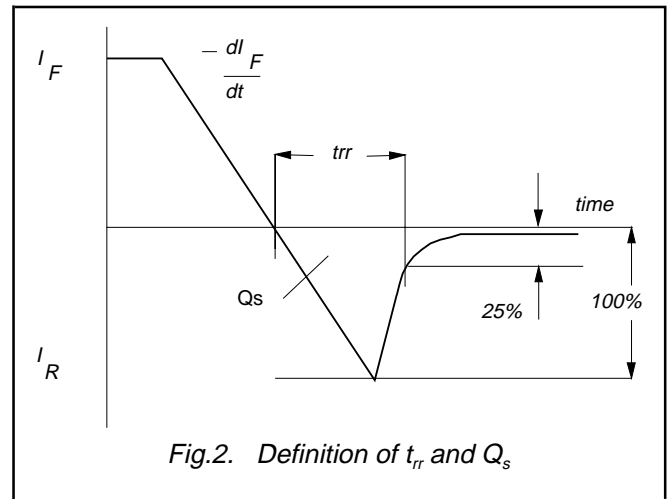 I F
— dI F
dt
trr
time
Qs
25%
100%
I R
Fig.2. Definition of trr and Qs